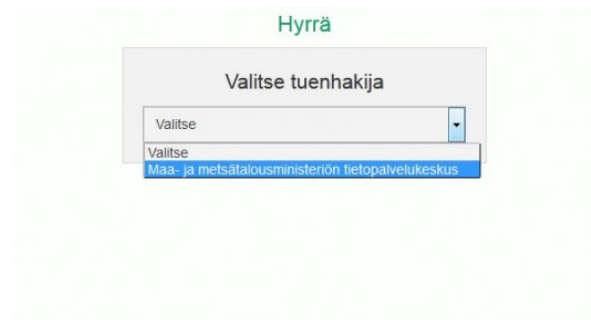 Hyrrä
Valitse tuenhakija
Valitse
Valitse
Maa- ja metsätalousministeriön tietopalvelukeskus